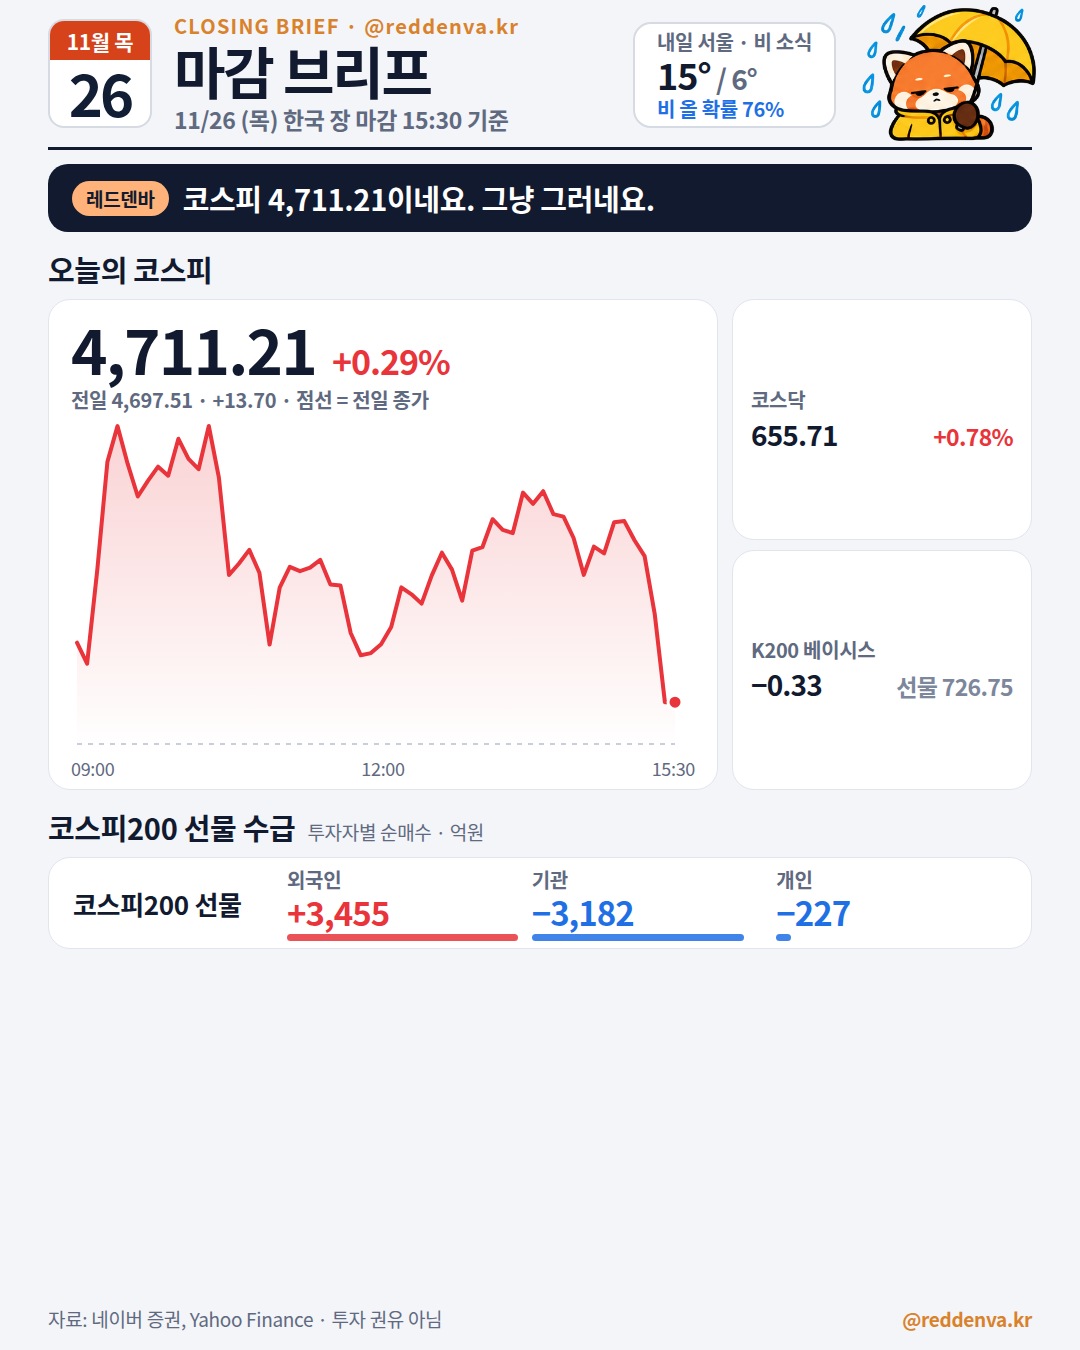 11월 목
26
CLOSING BRIEF · @reddenva.kr
마감 브리프
11/26 (목) 한국 장 마감 15:30 기준
내일 서울 · 비 소식
15° / 6°
비 올 확률 76%
레드덴바 코스피 4,711.21이네요. 그냥 그러네요.
오늘의 코스피
4,711.21 +0.29%
전일 4,697.51 · +13.70 · 점선 = 전일 종가
09:00 12:00 15:30
코스닥
655.71 +0.78%
K200 베이시스
−0.33 선물 726.75
코스피200 선물 수급 투자자별 순매수 · 억원
코스피200 선물
외국인
+3,455
기관
−3,182
개인
−227
자료: 네이버 증권, Yahoo Finance · 투자 권유 아님
@reddenva.kr